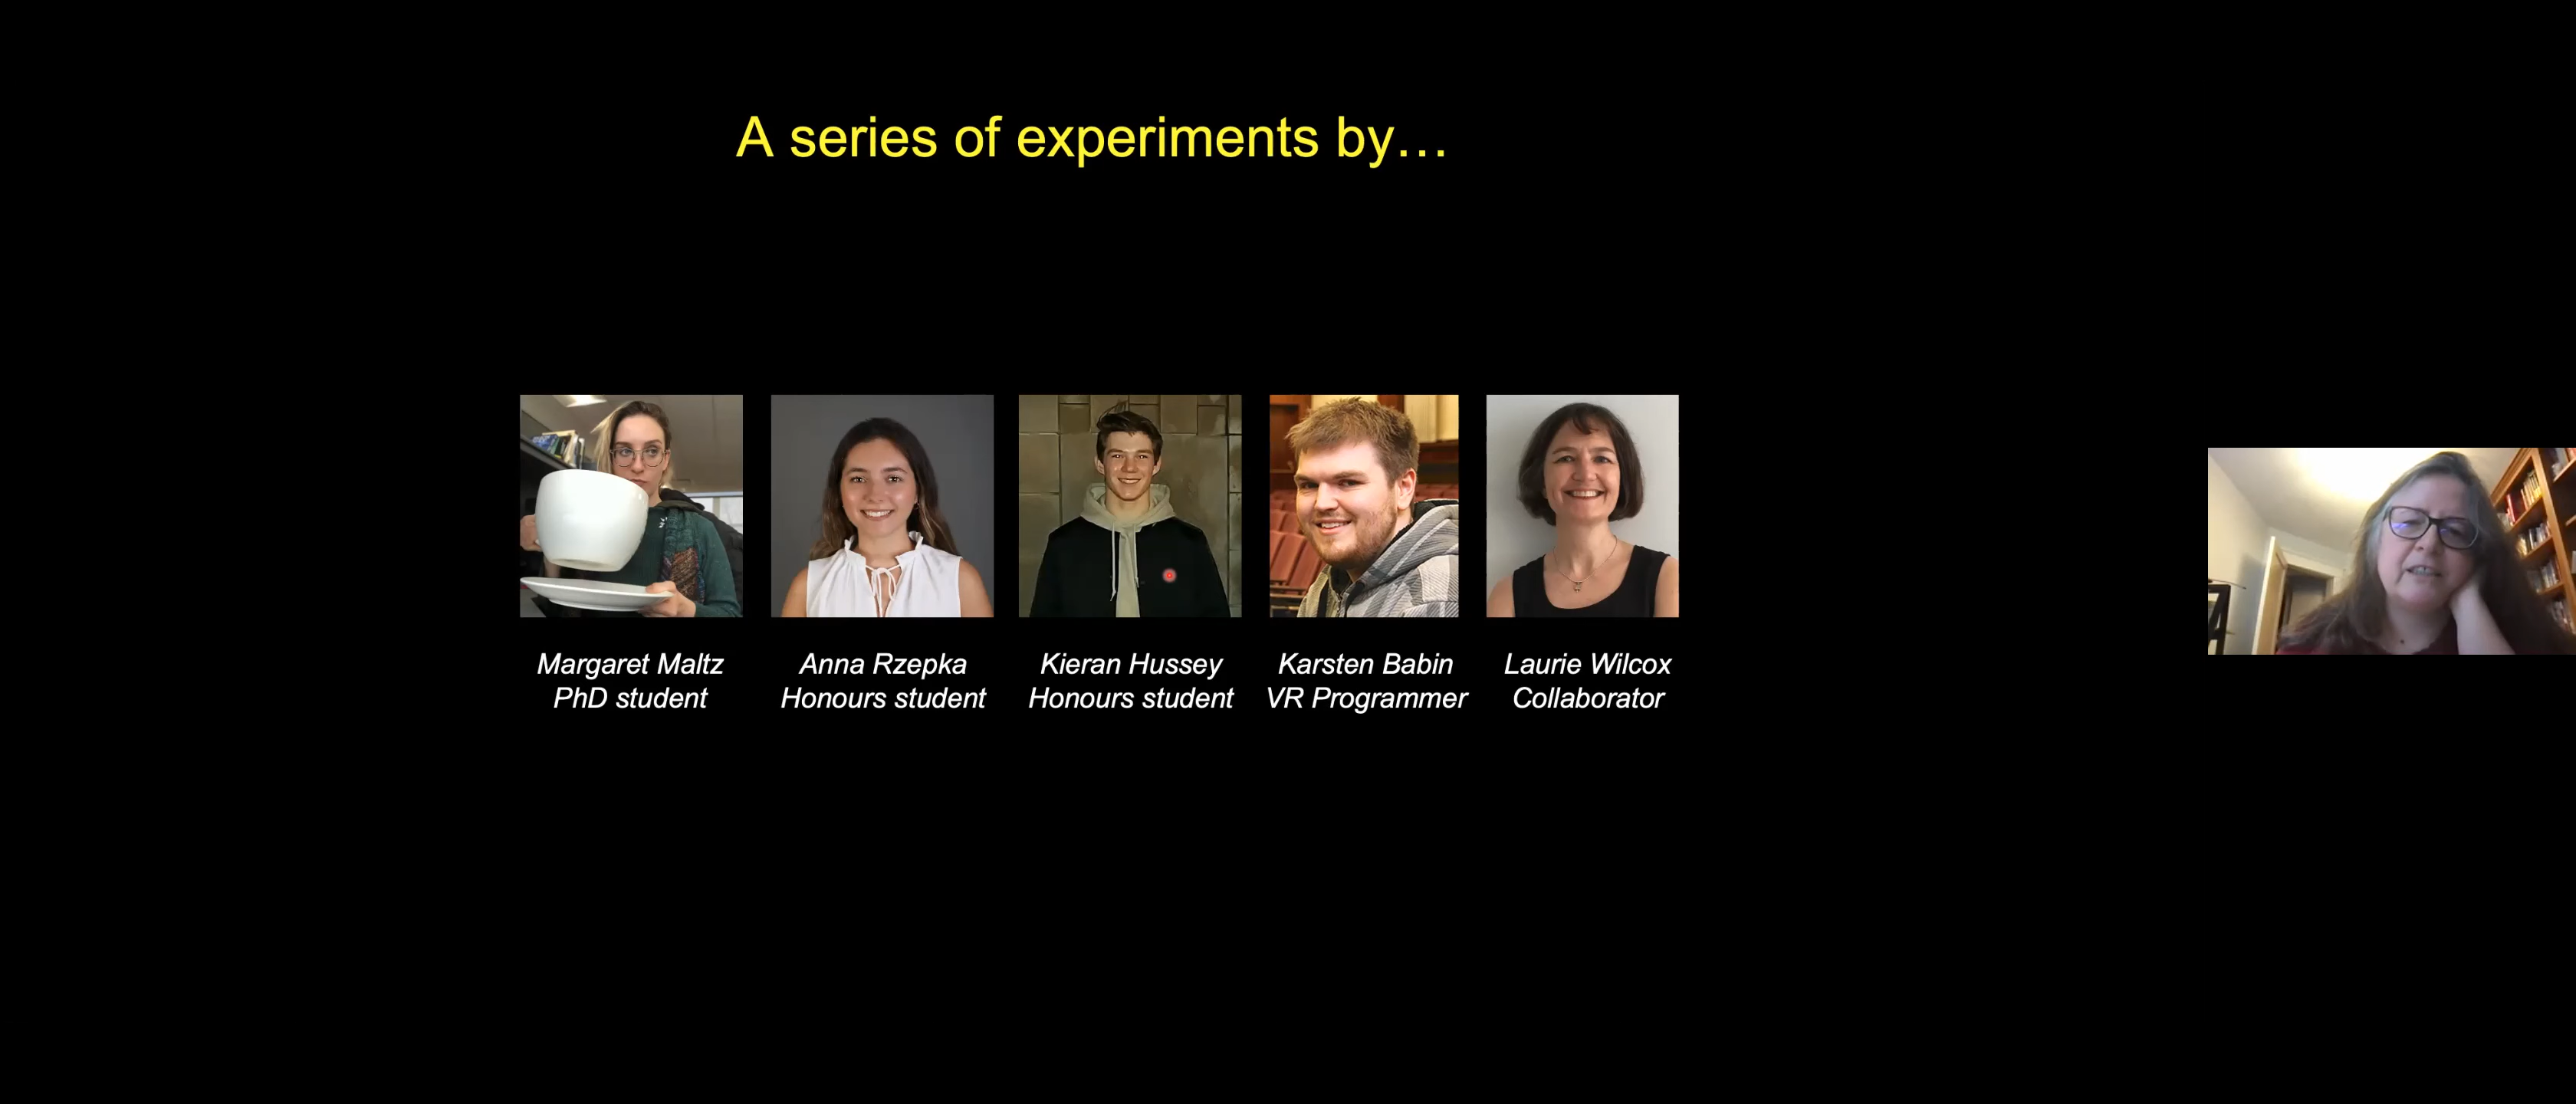 A series of experiments by…
Margaret Maltz
PhD student
Anna Rzepka
Honours student
Kieran Hussey
Honours student
Karsten Babin
VR Programmer
Laurie Wilcox
Collaborator